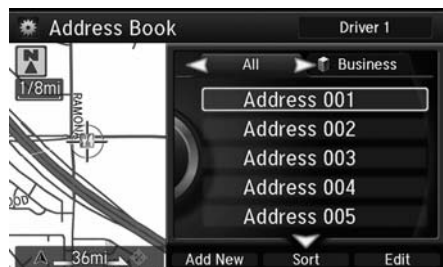 Address Book
Driver 1
N
1/8mi
All
Business
Address 001
Address 002
Address 003
Address 004
Address 005
RAMONA
36mi
Add New
Sort
Edit